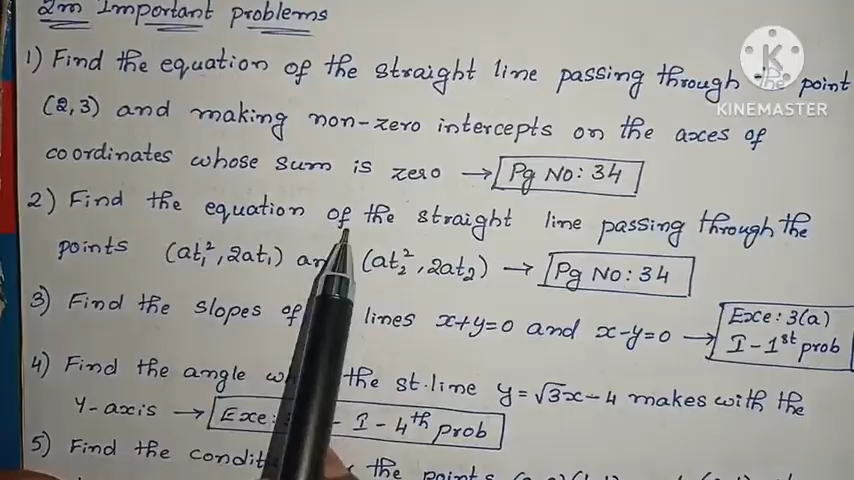 2m Important problems
1) Find the equation of the straight line passing through the point
(2,3) and making non-zero intercepts on the axes of
coordinates whose sum is zero → Pg No: 34
2) Find the equation of the straight line passing through the
points (at₁², 2at₁) an (at₂², 2at₂) → Pg No: 34
3) Find the slopes of lines x+y=0 and x-y=0 → Exe: 3(a)
I - 1st prob
4) Find the angle the st.line y = √3x - 4 makes with the
Y-axis → Exe: - I - 4th prob
5) Find the the points
KINEMASTER